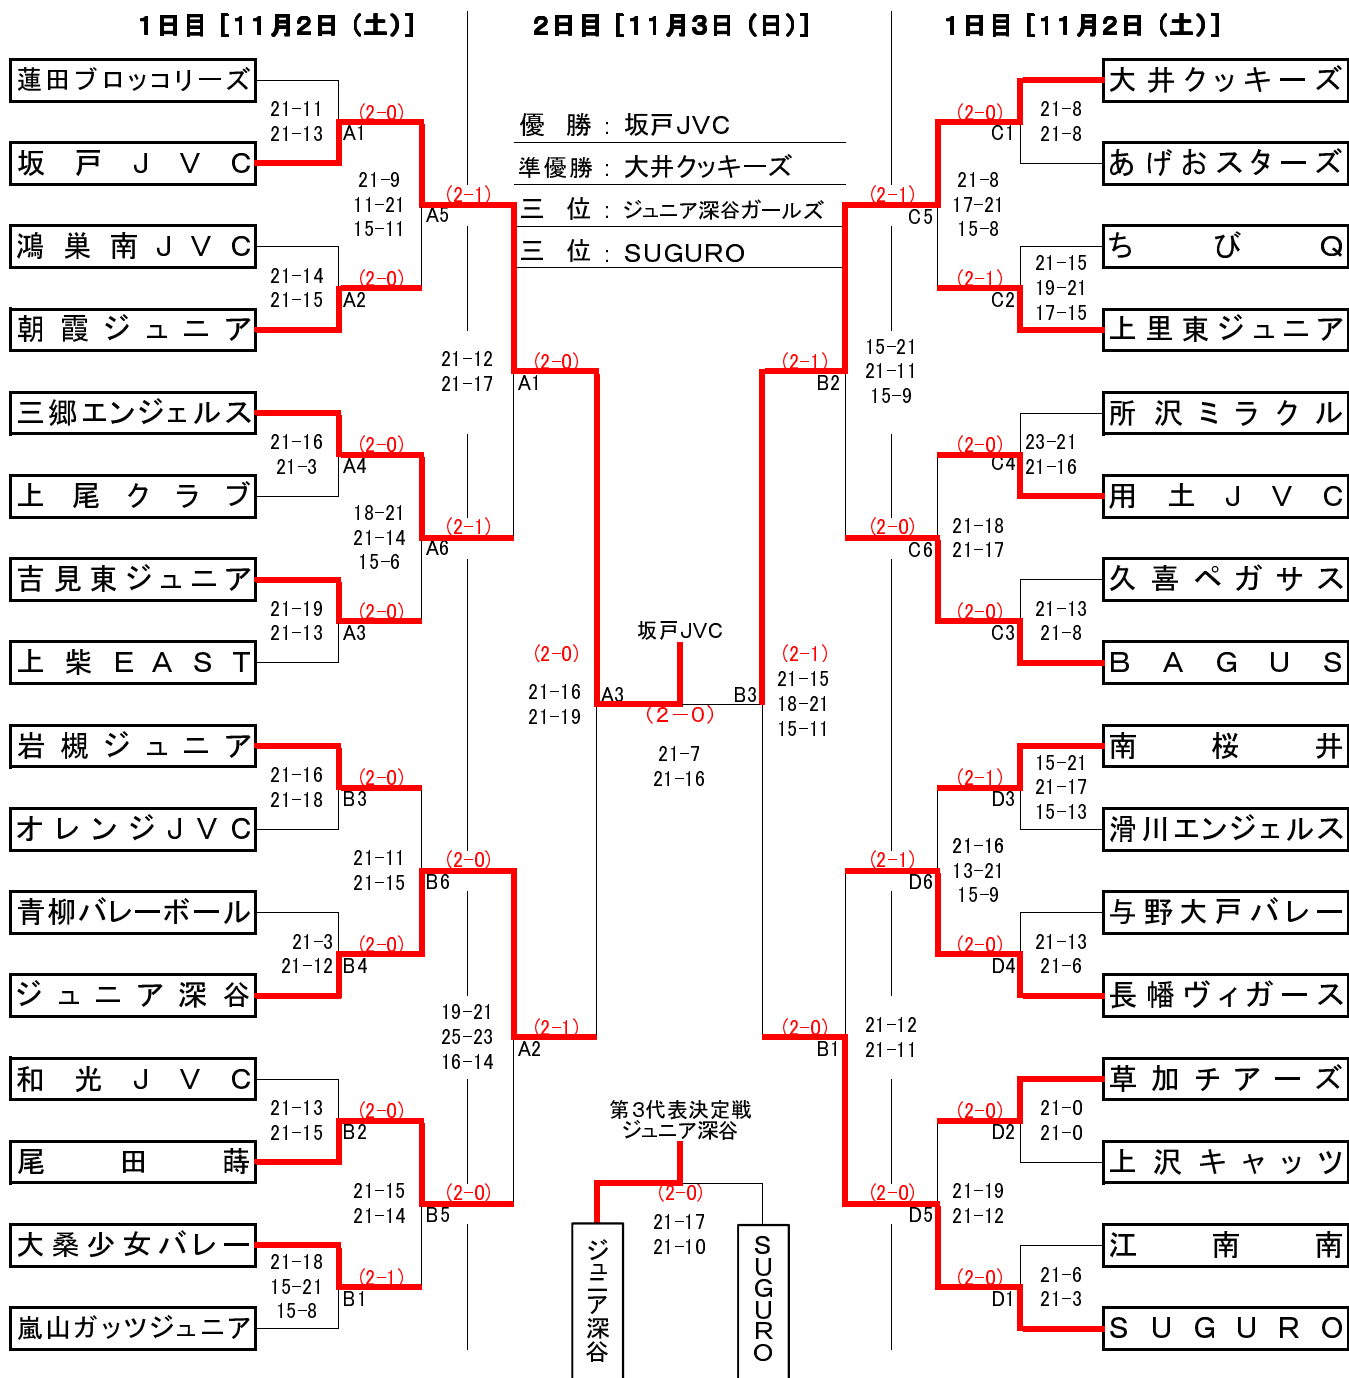 1日目［11月2日（土）］
2日目［11月3日（日）］
1日目［11月2日（土）］
優勝：坂戸JVC
準優勝：大井クッキーズ
三位：ジュニア深谷ガールズ
三位：SUGURO
蓮田ブロッコリーズ
21-11
21-13
(2-0)
A1
坂戸JVC
21-9
11-21
15-11
(2-1)
A5
鴻巣南JVC
21-14
21-15
(2-0)
A2
朝霞ジュニア
21-12
21-17
(2-0)
A1
三郷エンジェルス
21-16
21-3
(2-0)
A4
上尾クラブ
18-21
21-14
15-6
(2-1)
A6
吉見東ジュニア
21-19
21-13
(2-0)
A3
上柴EAST
(2-0)
21-16
21-19
A3
岩槻ジュニア
21-16
21-18
(2-0)
B3
オレンジJVC
21-11
21-15
(2-0)
B6
青柳バレーボール
21-3
21-12
(2-0)
B4
ジュニア深谷
19-21
25-23
16-14
(2-1)
A2
和光JVC
21-13
21-15
(2-0)
B2
尾田蒔
21-15
21-14
(2-0)
B5
大桑少女バレー
21-18
15-21
15-8
(2-1)
B1
嵐山ガッツジュニア
坂戸JVC
(2-0)
21-7
21-16
第3代表決定戦
ジュニア深谷
(2-0)
21-17
21-10
ジュニア深谷
SUGURO
大井クッキーズ
(2-0)
C1
21-8
21-8
あげおスターズ
(2-1)
C5
21-8
17-21
15-8
ちびQ
(2-1)
C2
21-15
19-21
17-15
上里東ジュニア
(2-1)
B2
15-21
21-11
15-9
所沢ミラクル
(2-0)
C4
23-21
21-16
用土JVC
(2-0)
C6
21-18
21-17
久喜ペガサス
(2-0)
C3
21-13
21-8
BAGUS
B3
(2-1)
21-15
18-21
15-11
南桜井
(2-1)
D3
15-21
21-17
15-13
滑川エンジェルス
(2-1)
D6
21-16
13-21
15-9
与野大戸バレー
(2-0)
D4
21-13
21-6
長幡ヴィガース
(2-0)
B1
21-12
21-11
草加チアーズ
(2-0)
D2
21-0
21-0
上沢キャッツ
(2-0)
D5
21-19
21-12
江南南
(2-0)
D1
21-6
21-3
SUGURO